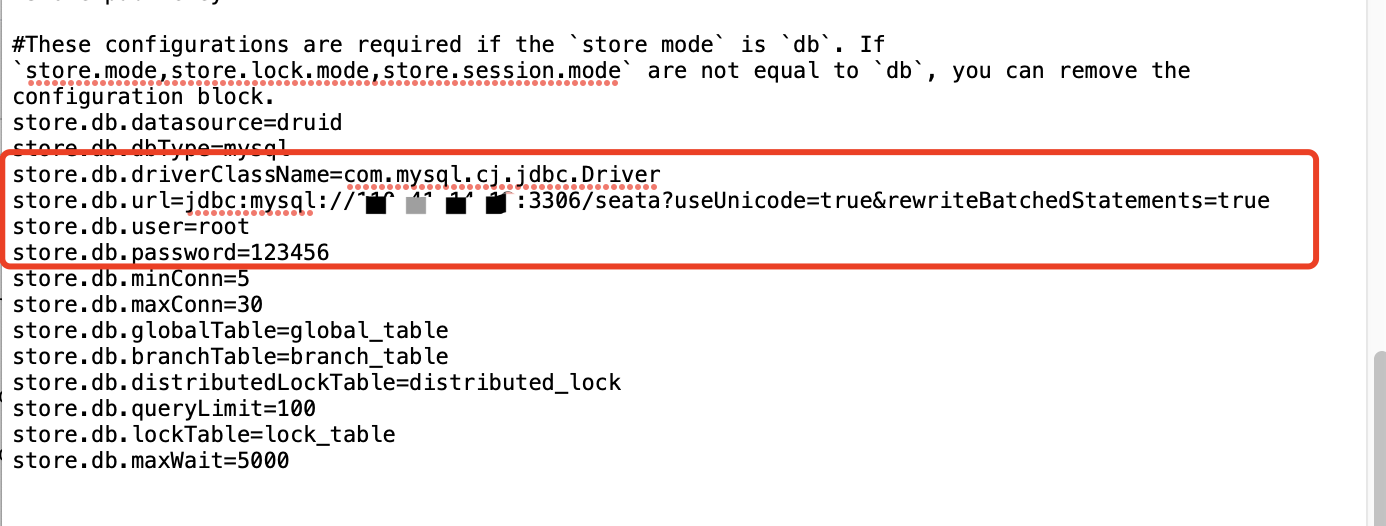 #These configurations are required if the `store mode` is `db`. If
`store.mode,store.lock.mode,store.session.mode` are not equal to `db`, you can remove the
configuration block.
store.db.datasource=druid
store.db.dbType=mysql
store.db.driverClassName=com.mysql.cj.jdbc.Driver
store.db.url=jdbc:mysql:// :3306/seata?useUnicode=true&rewriteBatchedStatements=true
store.db.user=root
store.db.password=123456
store.db.minConn=5
store.db.maxConn=30
store.db.globalTable=global_table
store.db.branchTable=branch_table
store.db.distributedLockTable=distributed_lock
store.db.queryLimit=100
store.db.lockTable=lock_table
store.db.maxWait=5000